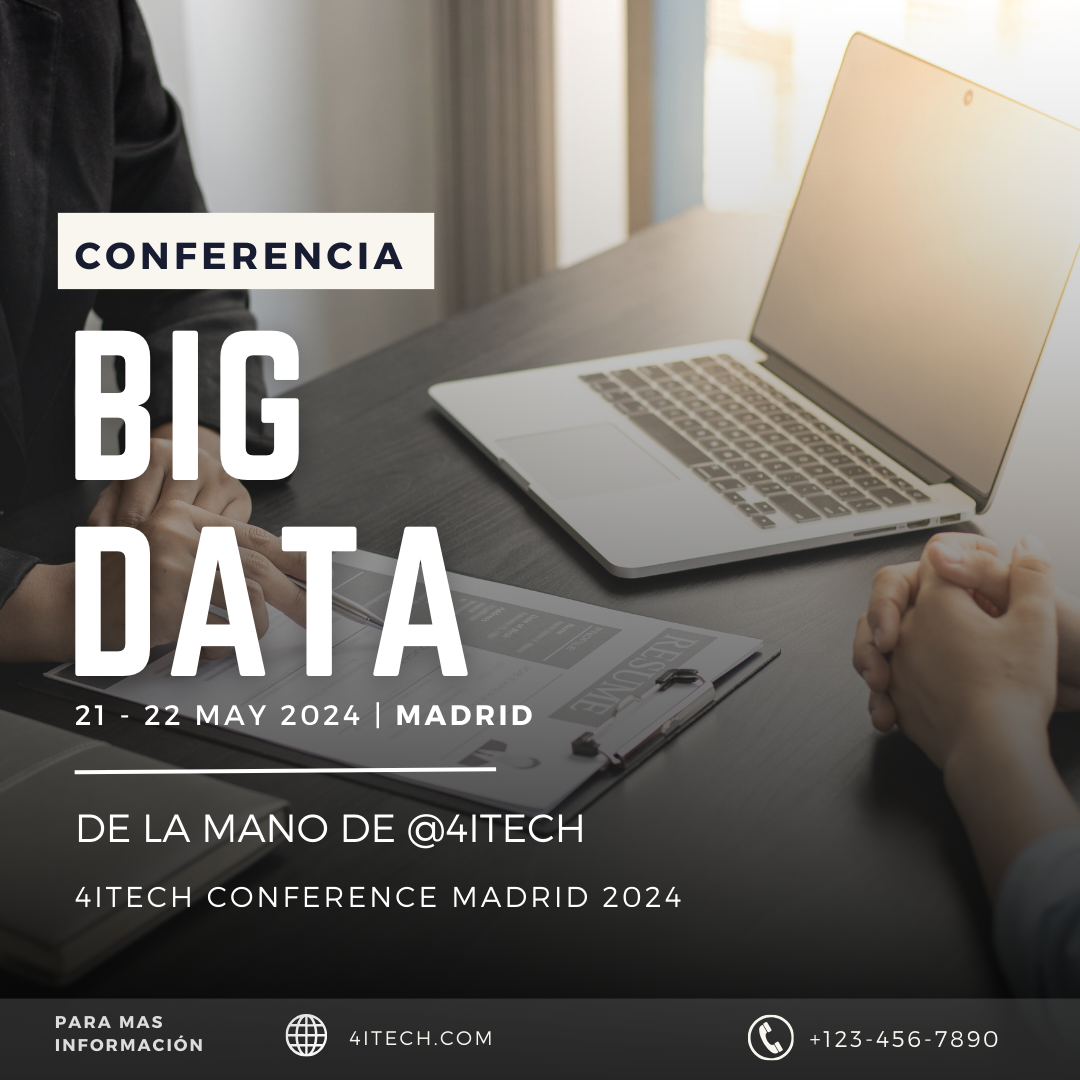 CONFERENCIA
BIG
DATA
21 - 22 MAY 2024 | MADRID
DE LA MANO DE @4ITECH
4ITECH CONFERENCE MADRID 2024
PARA MAS
INFORMACIÓN
4ITECH.COM
+123-456-7890
RESUME